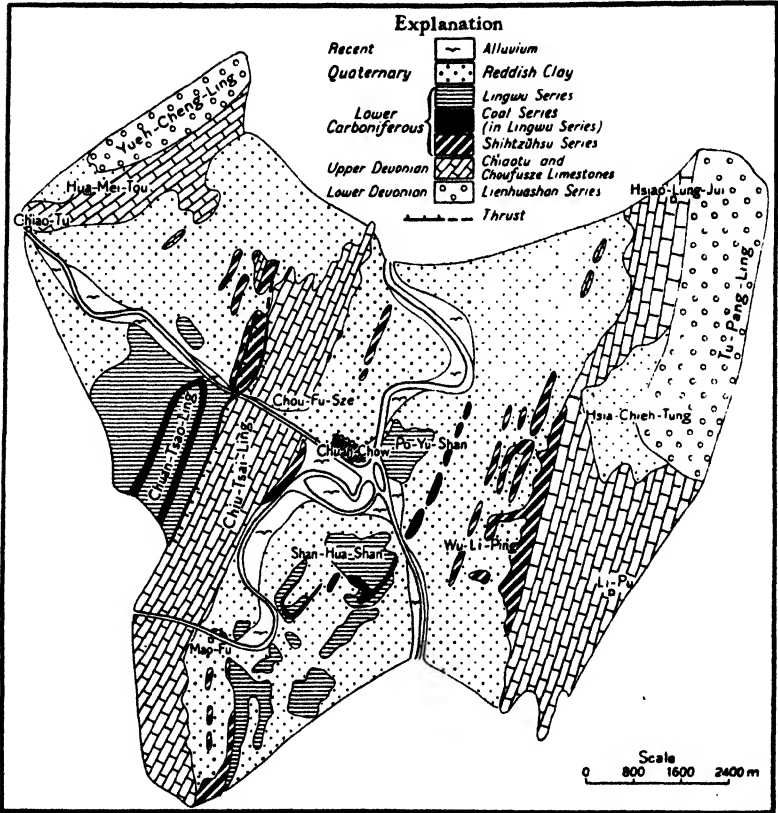 Explanation
Recent Alluvium
Quaternary Reddish Clay
Lower Carboniferous
Lingwu Series
Coal Series
(in Lingwu Series)
Shihtzŭhsu Series
Upper Devonian Chiaotu and
Choufusze Limestones
Lower Devonian Lienhuashan Series
Thrust
Yueh-Cheng-Ling
Hua-Mei-Tou
Chiao-Tu
Hsiao-Lung-Jui
Tu-Pang-Ling
Chou-Fu-Sze
Hsia-Chieh-Tung
Chuan-Tsao-Ling
Chiu-Tsai-Ling
Chuan-Chow
Po-Yu-Shan
Shan-Hua-Shan
Wu-Li-Ping
Li-Pu
Mao-Fu
Scale
0 800 1600 2400 m